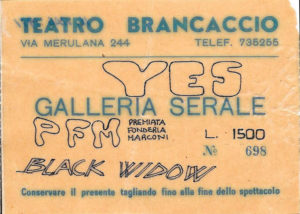 TEATRO BRANCACCIO
VIA MERULANA 244 TELEF. 735255
YES
GALLERIA SERALE
PFM PREMIATA FONDERIA MARCONI L. 1500
№ 698
BLACK WIDOW
Conservare il presente tagliando fino alla fine dello spettacolo